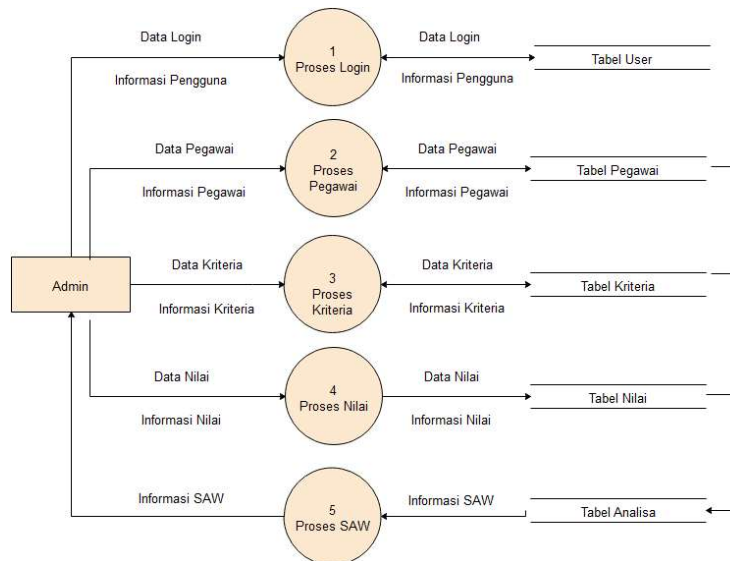 Data Login
1
Proses Login
Data Login
Informasi Pengguna
Informasi Pengguna
Tabel User
Data Pegawai
2
Proses
Pegawai
Data Pegawai
Informasi Pegawai
Informasi Pegawai
Tabel Pegawai
Admin
Data Kriteria
3
Proses
Kriteria
Data Kriteria
Informasi Kriteria
Informasi Kriteria
Tabel Kriteria
Data Nilai
4
Proses Nilai
Data Nilai
Informasi Nilai
Informasi Nilai
Tabel Nilai
Informasi SAW
5
Proses SAW
Informasi SAW
Tabel Analisa